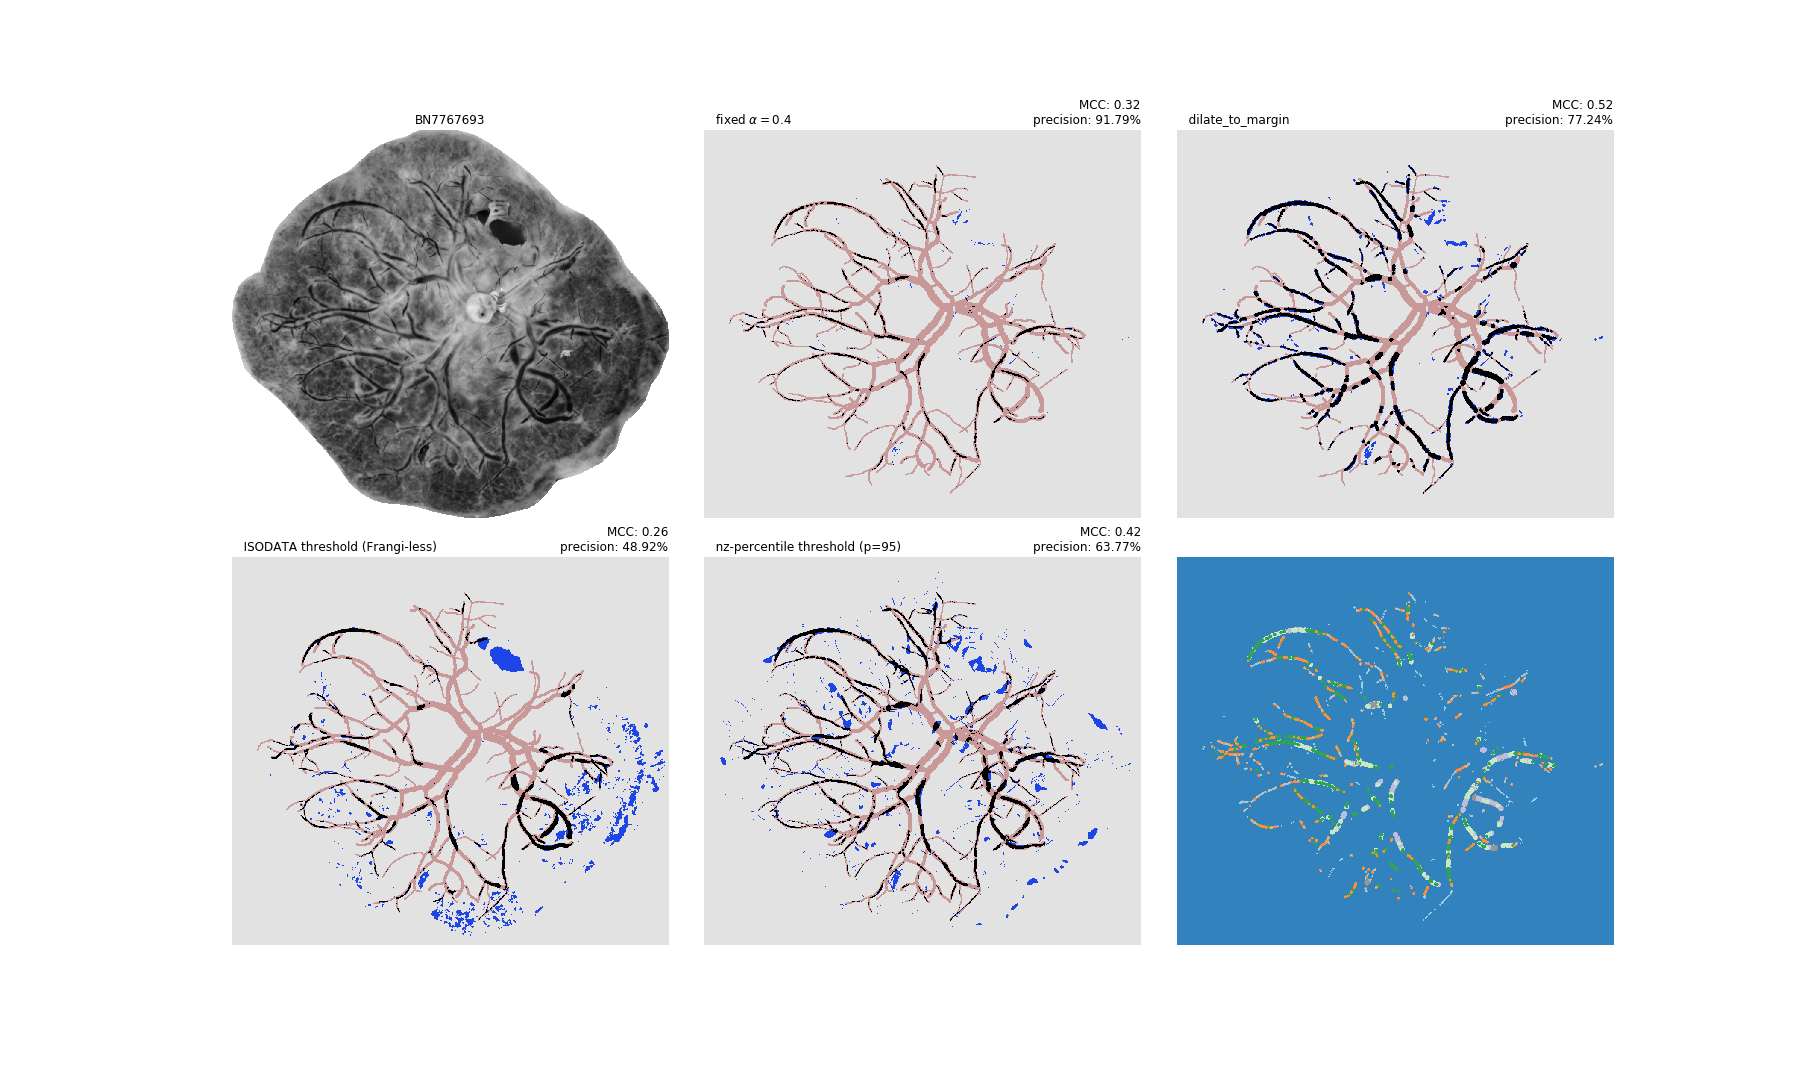 BN7767693
MCC: 0.32
fixed α = 0.4 precision: 91.79%
MCC: 0.52
dilate_to_margin precision: 77.24%
MCC: 0.26
ISODATA threshold (Frangi-less) precision: 48.92%
MCC: 0.42
nz-percentile threshold (p=95) precision: 63.77%